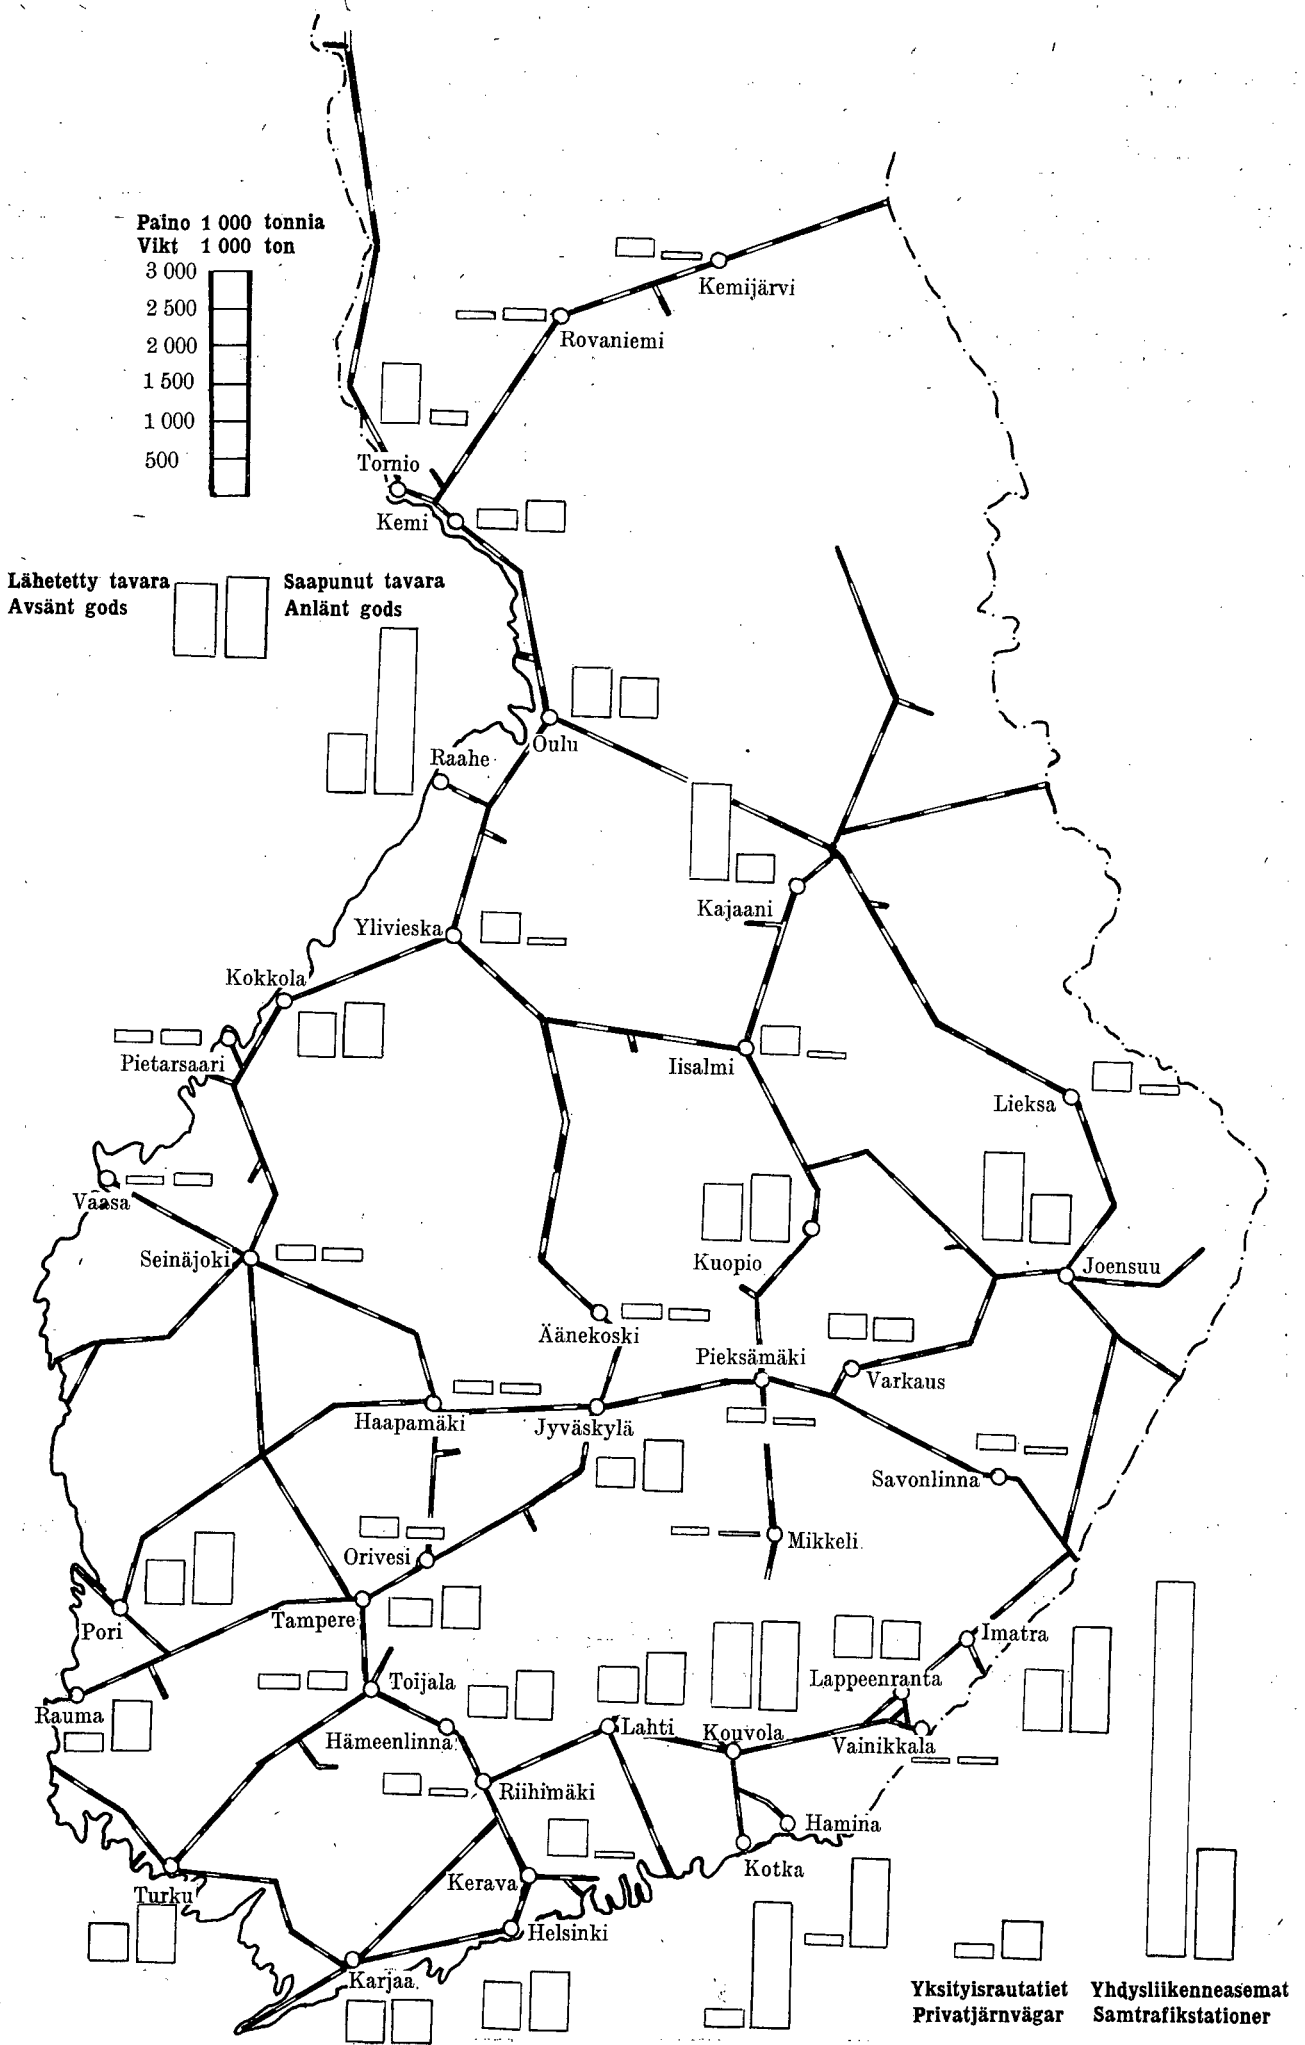 Paino 1 000 tonnia
Vikt 1 000 ton
3 000
2 500
2 000
1 500
1 000
500
Kemijärvi
Rovaniemi
Tornio
Kemi
Lähetetty tavara
Avsänt gods
Saapunut tavara
Anlänt gods
Oulu
Raahe
Kajaani
Ylivieska
Kokkola
Pietarsaari
Iisalmi
Lieksa
Vaasa
Seinäjoki
Kuopio
Joensuu
Äänekoski
Pieksämäki
Varkaus
Haapamäki
Jyväskylä
Savonlinna
Mikkeli
Orivesi
Tampere
Pori
Imatra
Lappeenranta
Toijala
Rauma
Hämeenlinna
Lahti
Kouvola
Vainikkala
Riihimäki
Hamina
Kotka
Kerava
Turku
Helsinki
Karjaa
Yksityisrautatiet
Privatjärnvägar
Yhdysliikenneasemat
Samtrafikstationer